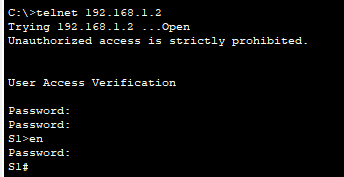 C:\>telnet 192.168.1.2
Trying 192.168.1.2 ...Open
Unauthorized access is strictly prohibited.
User Access Verification
Password:
Password:
S1>en
Password:
S1#